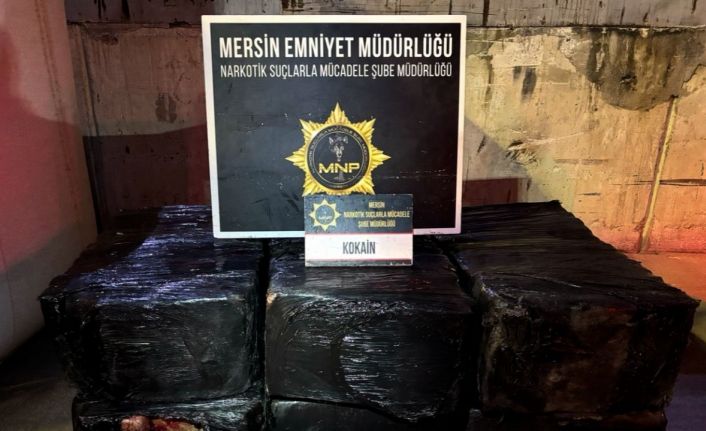 MERSİN EMNİYET MÜDÜRLÜĞÜ
NARKOTİK SUÇLARLA MÜCADELE ŞUBE MÜDÜRLÜĞÜ
MNP
MERSİN
NARKOTİK SUÇLARLA MÜCADELE
ŞUBE MÜDÜRLÜĞÜ
KOKAİN